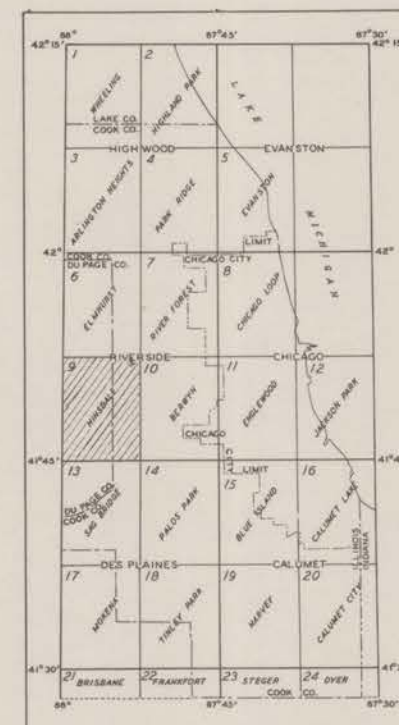 88° 87°45' 87°30'
42°15' 42°15'
1 2
WHEELING HIGHLAND PARK LAKE
LAKE CO.
COOK CO.
HIGHWOOD EVANSTON
3 4 5
ARLINGTON HEIGHTS PARK RIDGE EVANSTON MICHIGAN
LIMIT
42° 42°
COOK CO. 7 CHICAGO CITY
DU PAGE CO. 8
6
ELMHURST RIVER FOREST CHICAGO LOOP
RIVERSIDE CHICAGO
9 10 11 12
HINSDALE BERWYN ENGLEWOOD JACKSON PARK
CHICAGO
41°45' CITY 41°45'
13 14 15 LIMIT 16
DU PAGE CO.
COOK CO.
SAG BRIDGE PALOS PARK BLUE ISLAND CALUMET LAKE
ILLINOIS
INDIANA
DES PLAINES CALUMET
17 18 19 20
MOKENA TINLEY PARK HARVEY CALUMET CITY
41°30' 41°30'
21 BRISBANE 22 FRANKFORT 23 STEGER 24 DYER
COOK CO.
88° 87°45' 87°30'